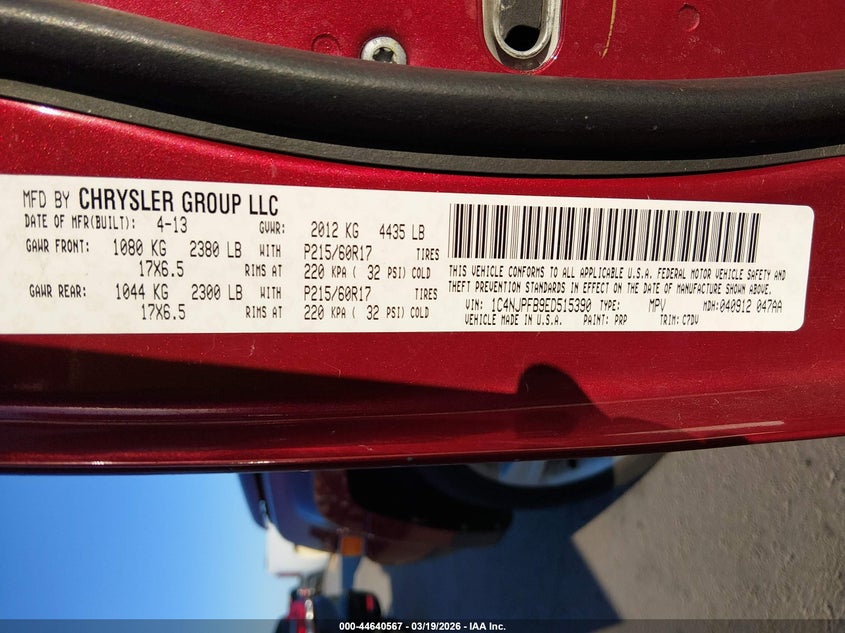 MFD BY CHRYSLER GROUP LLC
DATE OF MFR(BUILT): 4-13 GVWR: 2012 KG 4435 LB
GAWR FRONT: 1080 KG 2380 LB WITH P215/60R17 TIRES
17X6.5 RIMS AT 220 KPA ( 32 PSI) COLD
GAWR REAR: 1044 KG 2300 LB WITH P215/60R17 TIRES
17X6.5 RIMS AT 220 KPA ( 32 PSI) COLD
THIS VEHICLE CONFORMS TO ALL APPLICABLE U.S.A. FEDERAL MOTOR VEHICLE SAFETY AND
THEFT PREVENTION STANDARDS IN EFFECT ON THE DATE OF MANUFACTURE SHOWN ABOVE.
VIN: 1C4NJPFB9ED515390 TYPE: MPV MDH: 040912 047AA
VEHICLE MADE IN U.S.A. PAINT: PRP TRIM: C7DV
000-44640567 — 03/19/2026 — IAA Inc.